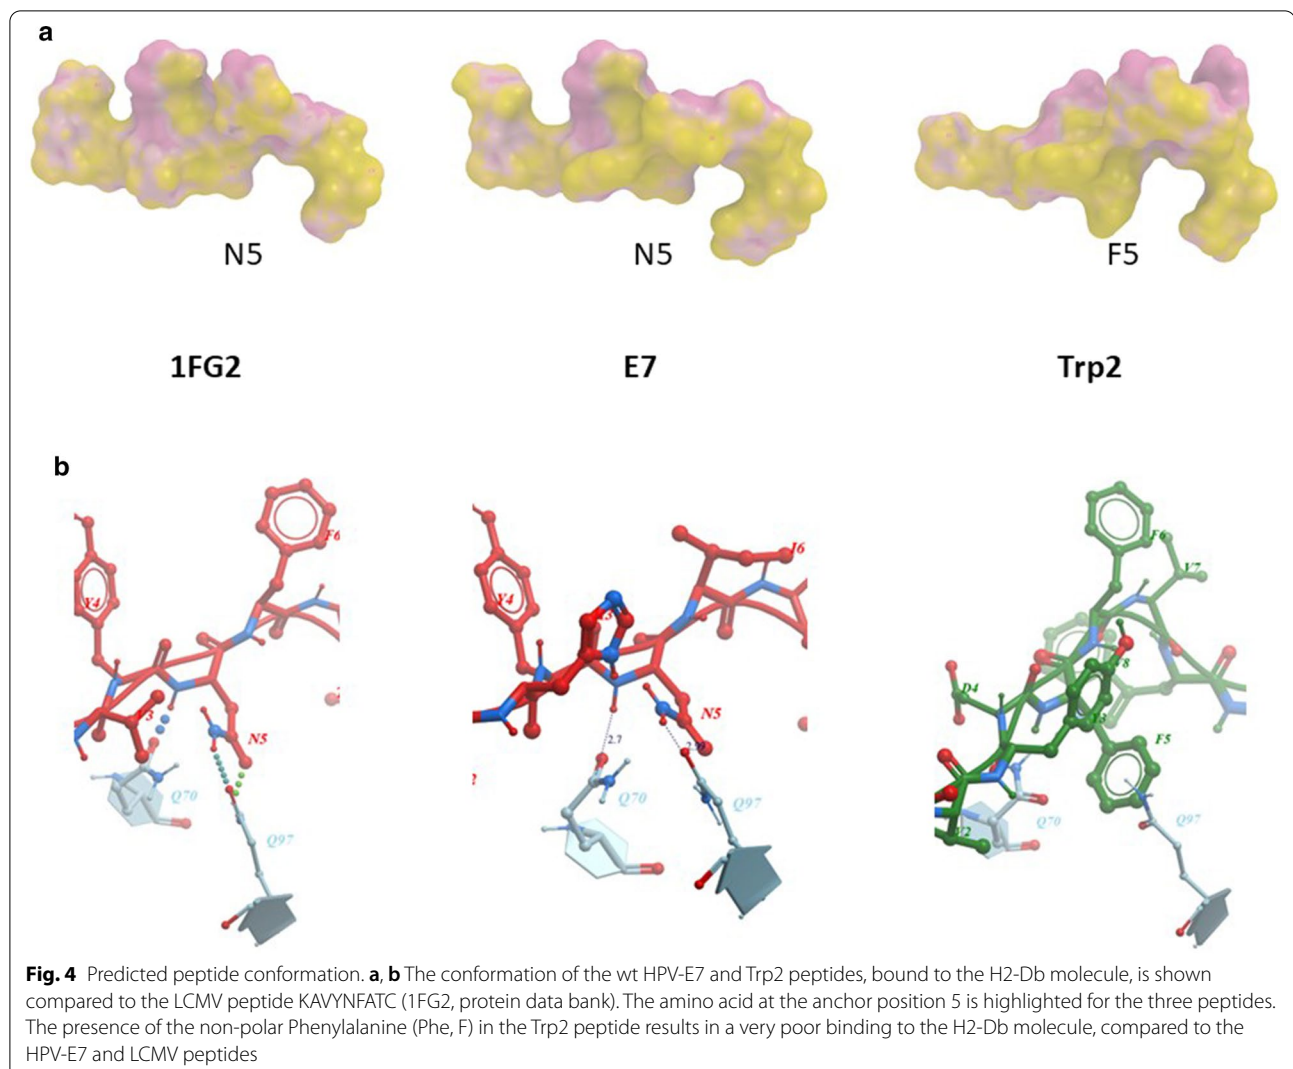 a
N5
N5
F5
1FG2
E7
Trp2
b
F6
Y4
N5
Q70
Q97
I6
Y4
N5
2.7
Q70
Q97
F6
V7
V8
D4
Y3
F5
Q70
Q97
V2
Fig. 4 Predicted peptide conformation. a, b The conformation of the wt HPV-E7 and Trp2 peptides, bound to the H2-Db molecule, is shown
compared to the LCMV peptide KAVYNFATC (1FG2, protein data bank). The amino acid at the anchor position 5 is highlighted for the three peptides.
The presence of the non-polar Phenylalanine (Phe, F) in the Trp2 peptide results in a very poor binding to the H2-Db molecule, compared to the
HPV-E7 and LCMV peptides